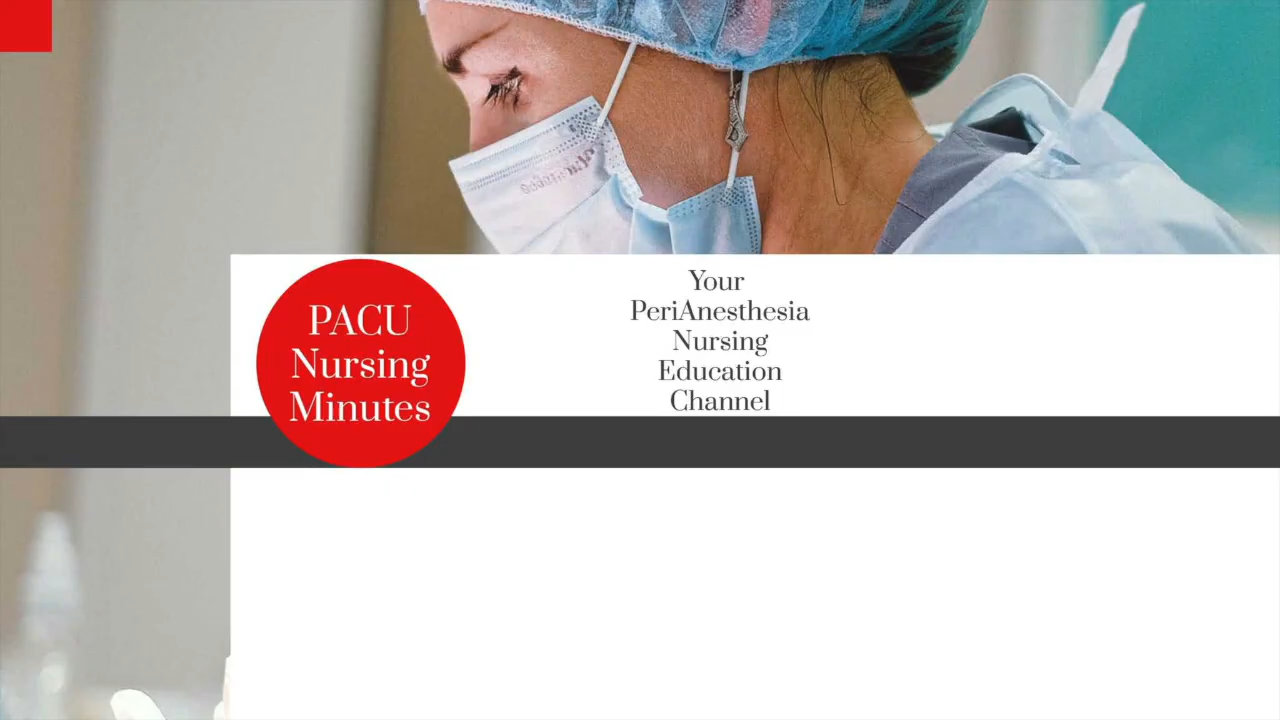 PACU
Nursing
Minutes
Your
PeriAnesthesia
Nursing
Education
Channel